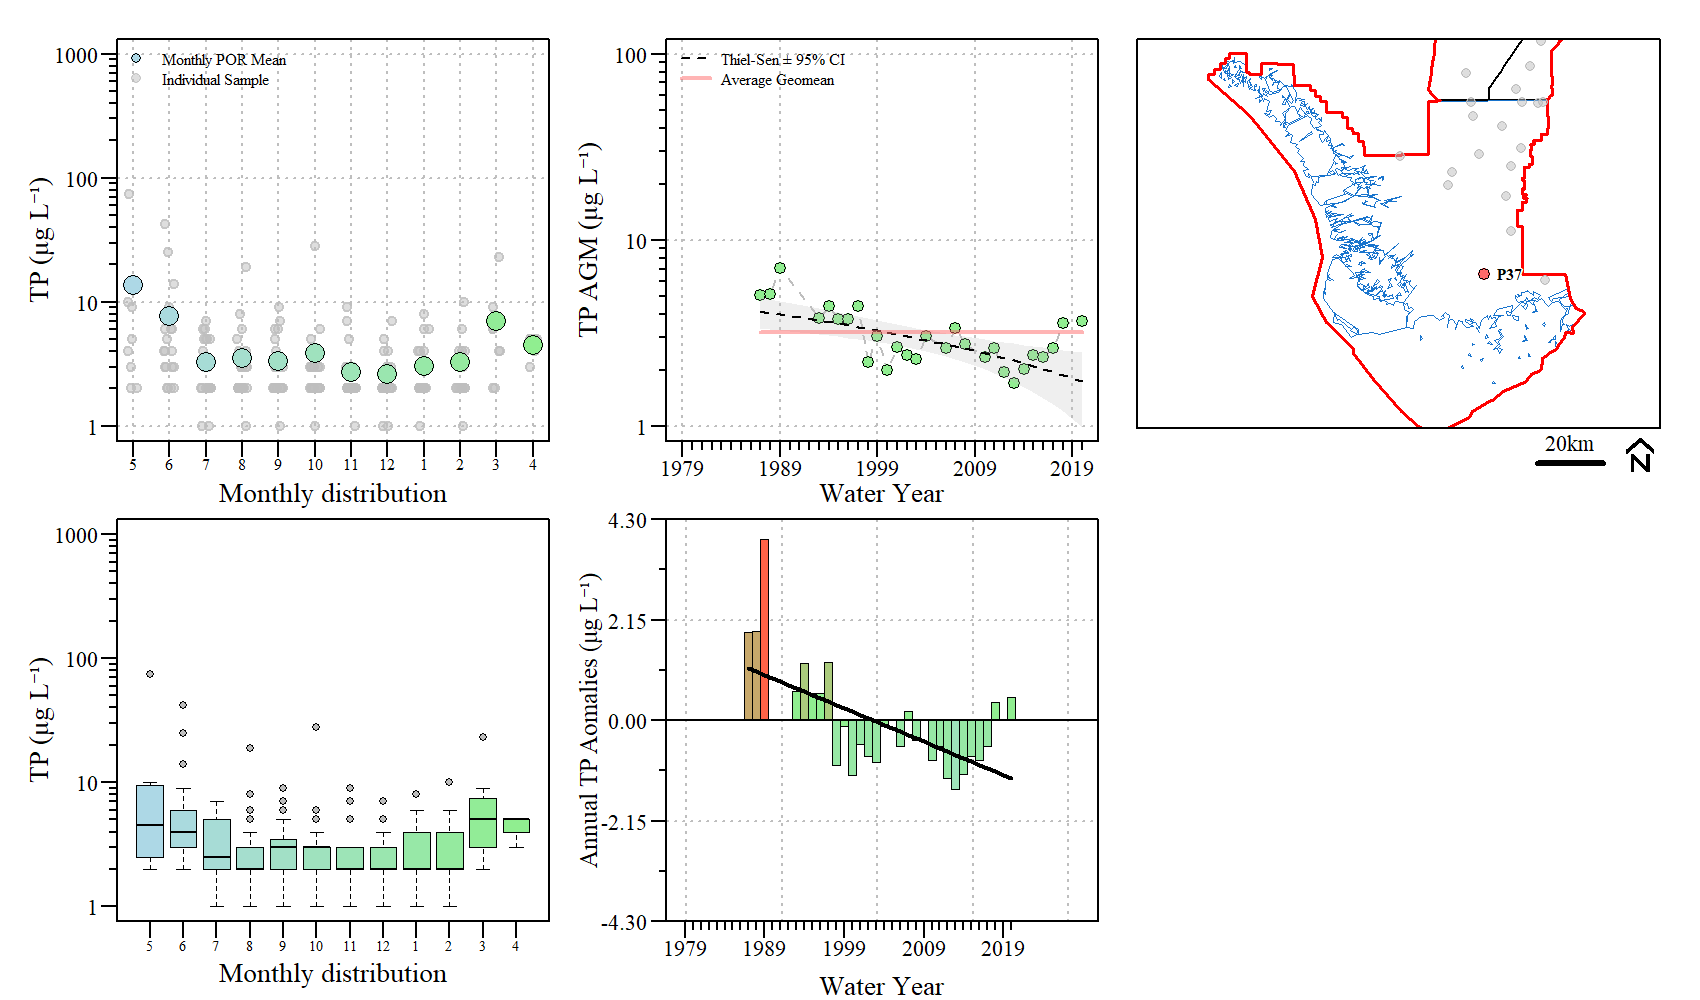 1000
100
10
1
TP (µg L⁻¹)
Monthly POR Mean
Individual Sample
5 6 7 8 9 10 11 12 1 2 3 4
Monthly distribution
100
10
1
TP AGM (µg L⁻¹)
Thiel-Sen ± 95% CI
Average Geomean
1979 1989 1999 2009 2019
Water Year
P37
20km
N
1000
100
10
1
TP (µg L⁻¹)
5 6 7 8 9 10 11 12 1 2 3 4
Monthly distribution
4.30
2.15
0.00
-2.15
-4.30
Annual TP Aomalies (µg L⁻¹)
1979 1989 1999 2009 2019
Water Year